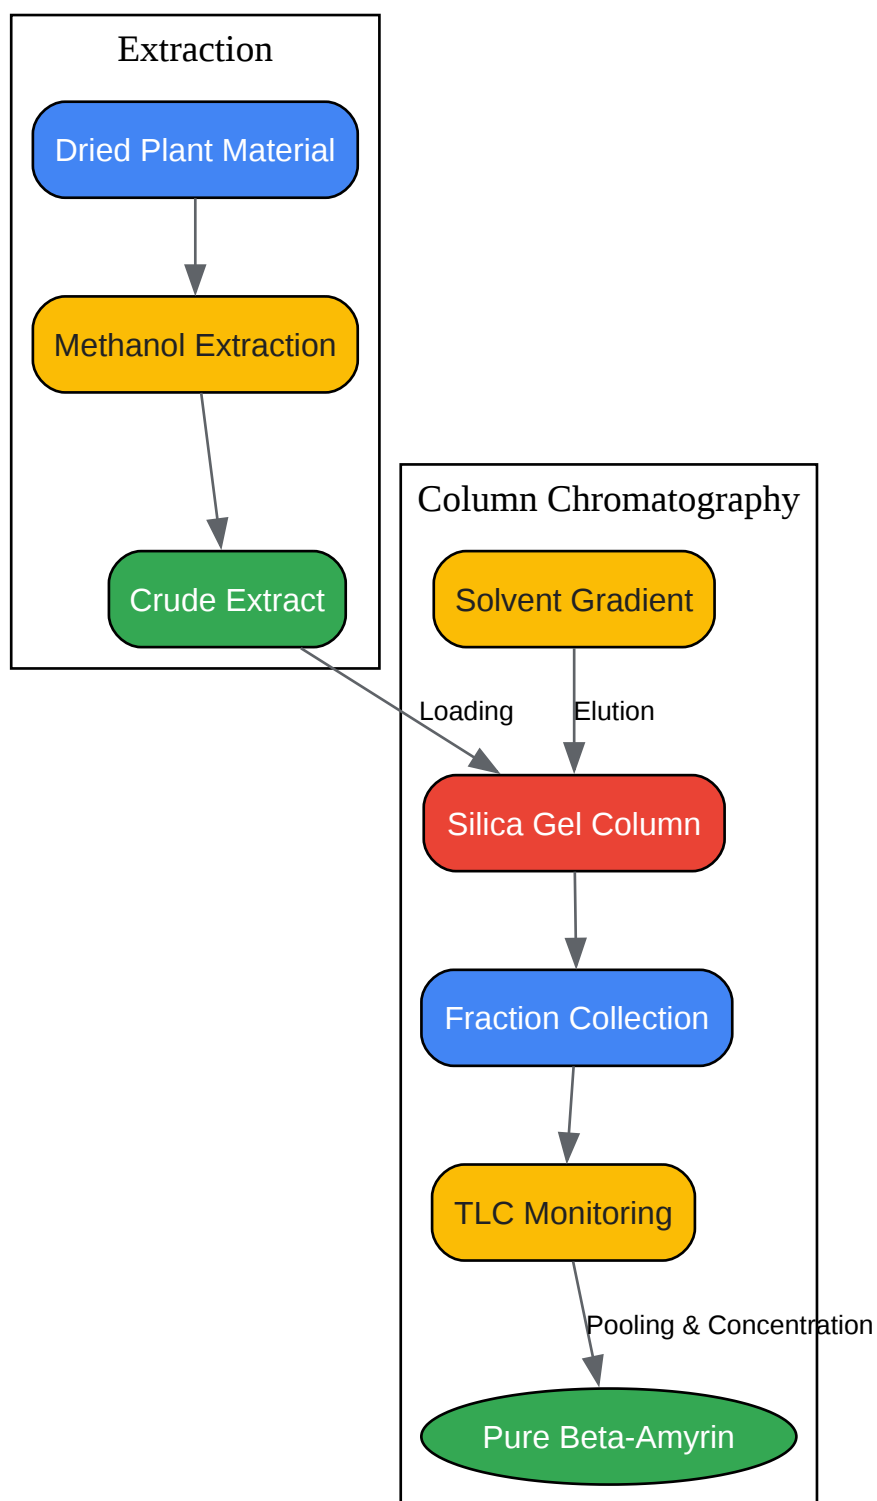 Extraction
Dried Plant Material
Methanol Extraction
Crude Extract
Column Chromatography
Solvent Gradient
Loading
Elution
Silica Gel Column
Fraction Collection
TLC Monitoring
Pooling & Concentration
Pure Beta-Amyrin